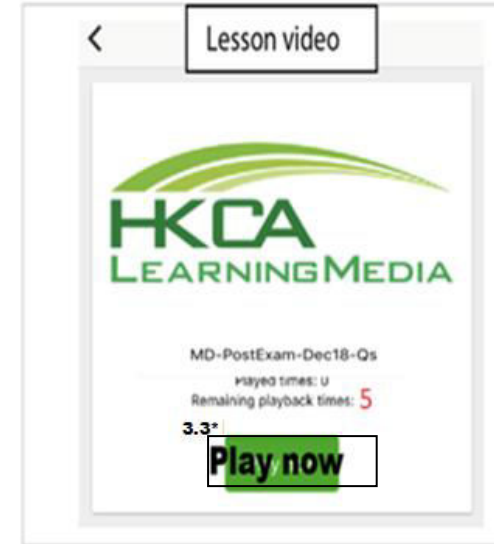 Lesson video
HKCA
LEARNINGMEDIA
MD-PostExam-Dec18-Qs
Played times: 0
Remaining playback times: 5
3.3*
Play now